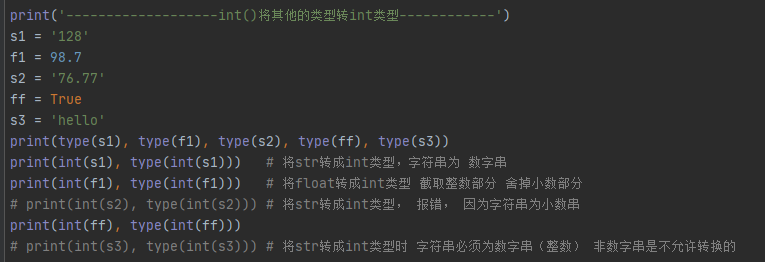 print('-------------------int()将其他的类型转int类型------------')
s1 = '128'
f1 = 98.7
s2 = '76.77'
ff = True
s3 = 'hello'
print(type(s1), type(f1), type(s2), type(ff), type(s3))
print(int(s1), type(int(s1)))   # 将str转成int类型，字符串为 数字串
print(int(f1), type(int(f1)))   # 将float转成int类型 截取整数部分 舍掉小数部分
# print(int(s2), type(int(s2))) # 将str转成int类型， 报错， 因为字符串为小数串
print(int(ff), type(int(ff)))
# print(int(s3), type(int(s3))) # 将str转成int类型时 字符串必须为数字串（整数） 非数字串是不允许转换的